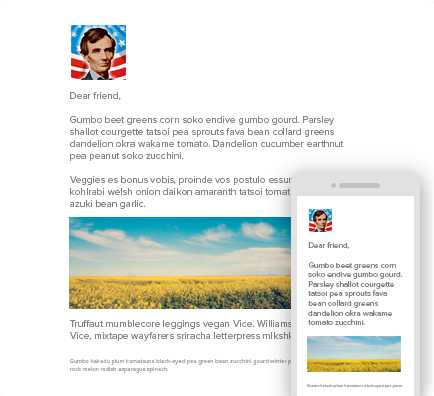 Dear friend,
Gumbo beet greens corn soko endive gumbo gourd. Parsley
shallot courgette tatsoi pea sprouts fava bean collard greens
dandelion okra wakame tomato. Dandelion cucumber earthnut
pea peanut soko zucchini.
Veggies es bonus vobis, proinde vos postulo essum
kohlrabi welsh onion daikon amaranth tatsoi tomat
azuki bean garlic.
Truffaut mumblecore leggings vegan Vice. Williams
Vice, mixtape wayfarers sriracha letterpress mlkshk
Gumbo kakadu plum komatsuna black-eyed pea green bean zucchini gourd winter p
rock melon radish asparagus spinach.
Dear friend,
Gumbo beet greens corn
soko endive gumbo gourd.
Parsley shallot courgette
tatsoi pea sprouts fava
bean collard greens
dandelion okra wakame
tomato zucchini.
Gumbo kakadu plum komatsuna black-eyed pea green